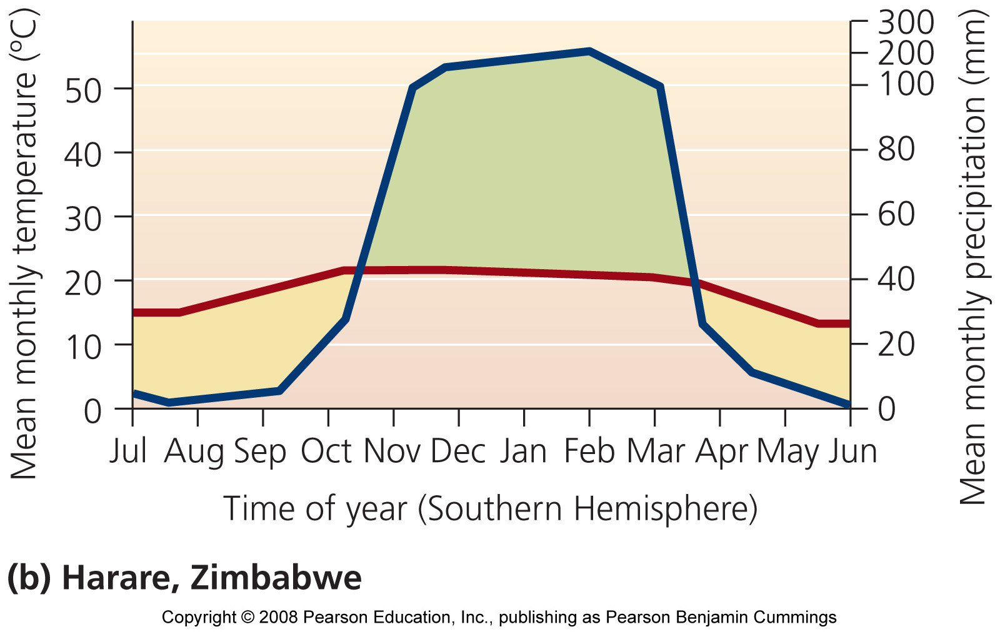 Mean monthly temperature (°C)
50
40
30
20
10
0
300
200
100
80
60
40
20
0
Mean monthly precipitation (mm)
Jul Aug Sep Oct Nov Dec Jan Feb Mar Apr May Jun
Time of year (Southern Hemisphere)
(b) Harare, Zimbabwe
Copyright © 2008 Pearson Education, Inc., publishing as Pearson Benjamin Cummings